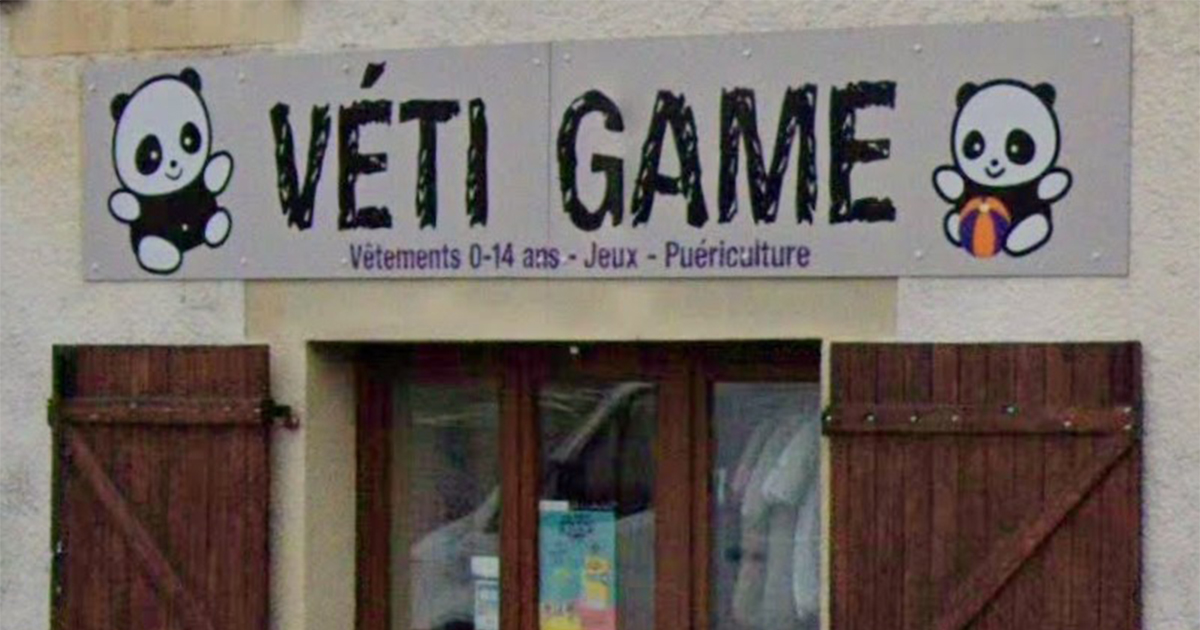 VÉTI GAME
Vêtements 0-14 ans - Jeux - Puériculture